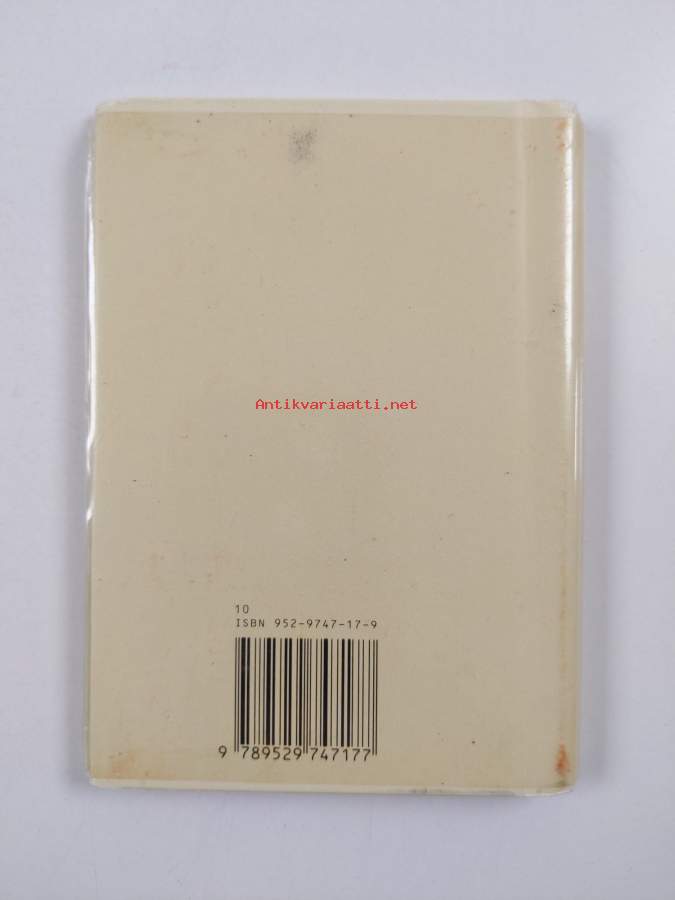 Antikvariaatti.net
10
ISBN 952-9747-17-9
9 789529 747177